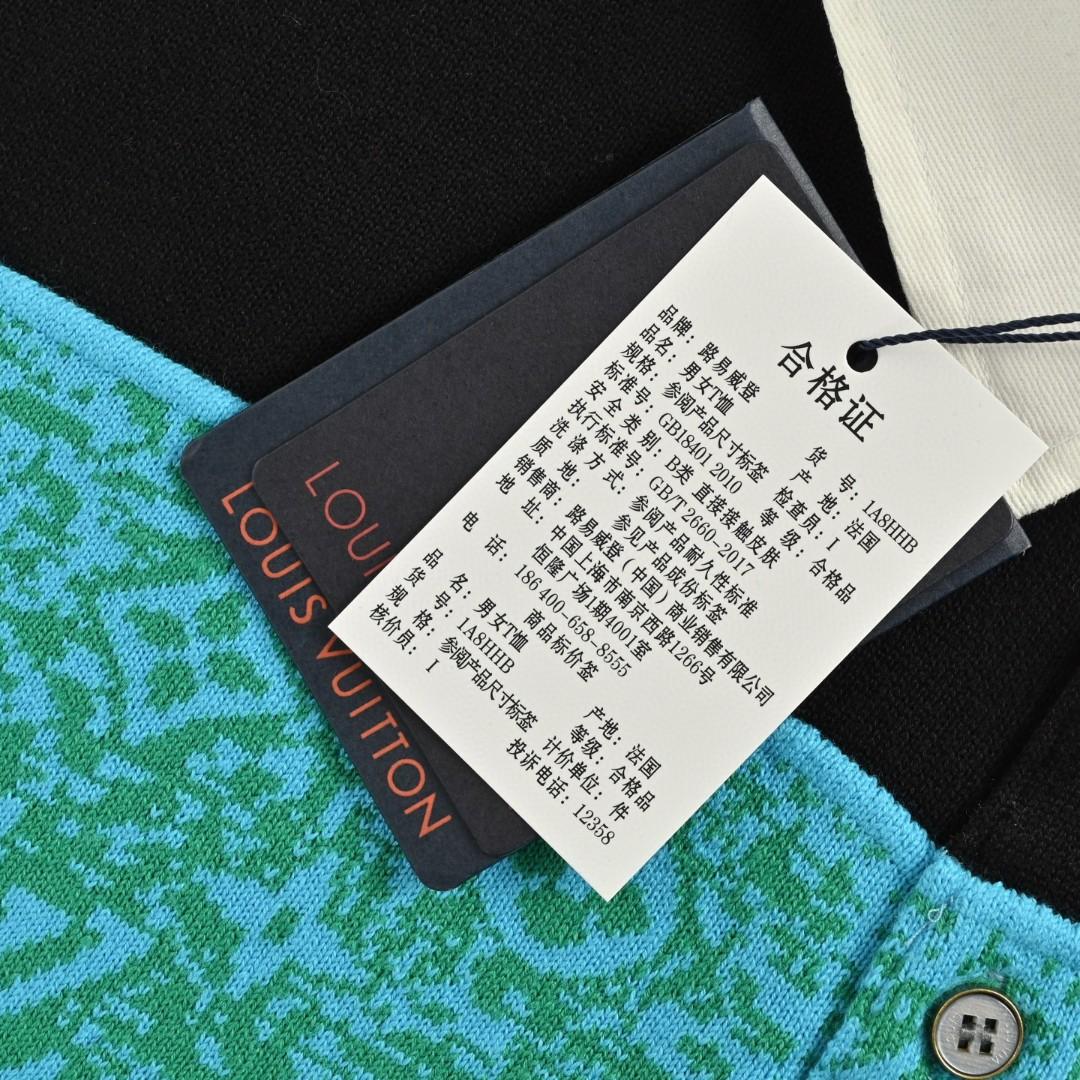 合格证
品牌：路易威登 货 号：1A8HHB
品名：男女T恤 产 地：法国
规格：参阅产品尺寸标签 检查员：I
标准号：GB18401 2010 等 级：合格品
安 全 类 别：B类 直接接触皮肤
执行标准号：GB/T 2660-2017
洗 涤 方 式：参阅产品耐久性标准
质 地：参见产品成份标签
销售商：路易威登（中国）商业销售有限公司
地 址：中国上海市南京西路1266号
恒隆广场1期4001室
电 话：186 400-658-8555
商品标价签
品 名：男女T恤 产地：法国
货 号：1A8HHB 等级：合格品
规 格：参阅产品尺寸标签 计价单位：件
核价员：I 投诉电话：12358
LOUIS VUITTON